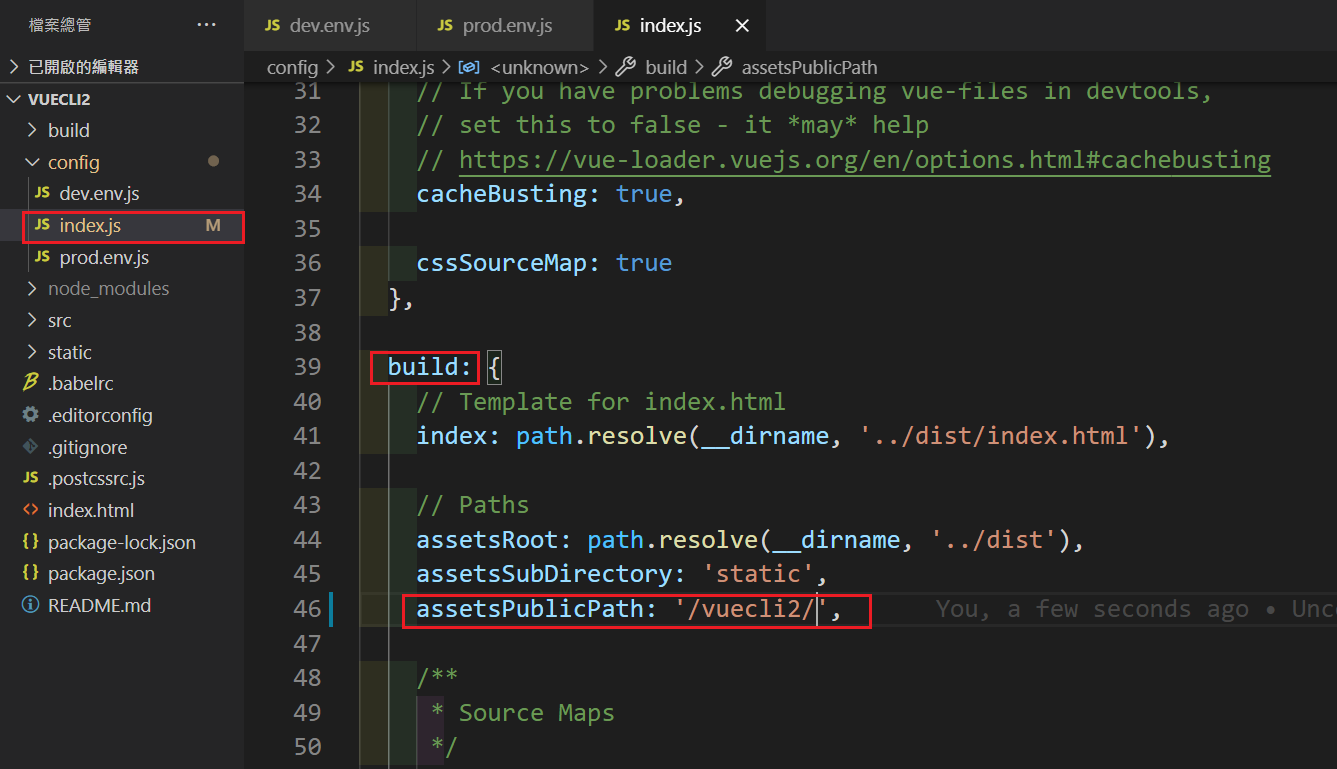 檔案總管 ···
JS dev.env.js
JS prod.env.js
JS index.js
已開啟的編輯器
config > JS index.js > <unknown> > build > assetsPublicPath
VUECLI2
build
config
JS dev.env.js
JS index.js M
JS prod.env.js
node_modules
src
static
.babelrc
.editorconfig
.gitignore
JS .postcssrc.js
<> index.html
{} package-lock.json
{} package.json
README.md
31 // If you have problems debugging vue-files in devtools,
32 // set this to false - it *may* help
33 // https://vue-loader.vuejs.org/en/options.html#cachebusting
34 cacheBusting: true,
35
36 cssSourceMap: true
37 },
38
39 build: {
40 // Template for index.html
41 index: path.resolve(__dirname, '../dist/index.html'),
42
43 // Paths
44 assetsRoot: path.resolve(__dirname, '../dist'),
45 assetsSubDirectory: 'static',
46 assetsPublicPath: '/vuecli2/', You, a few seconds ago • Unc
47
48 /**
49 * Source Maps
50 */